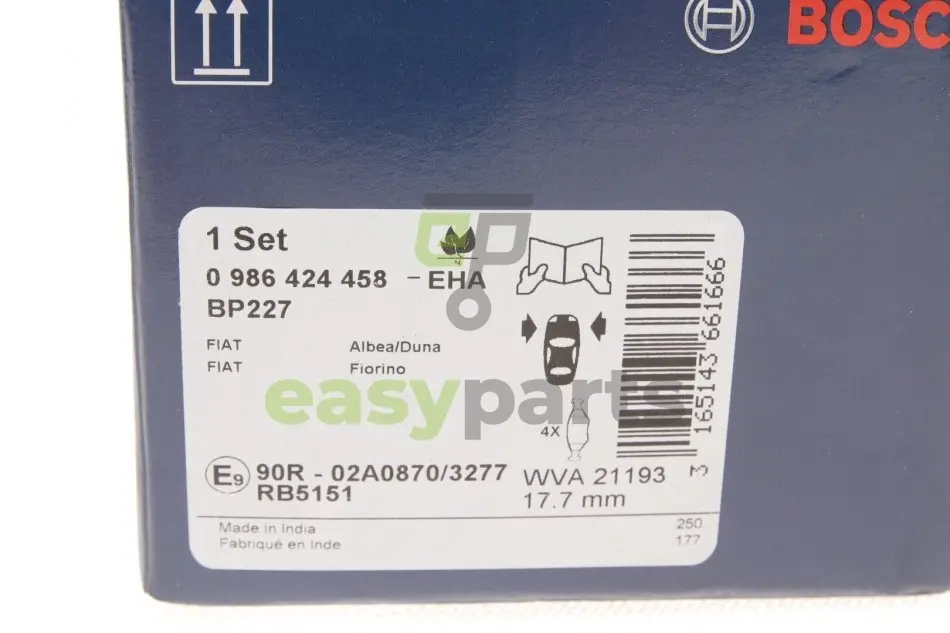 BOSC
1 Set
0 986 424 458 - EHA
BP227
FIAT Albea/Duna
FIAT Fiorino
easyparts
4X
3 165143 661666
E9 90R - 02A0870/3277
RB5151
WVA 21193
17.7 mm
Made in India
Fabriqué en Inde
250
177